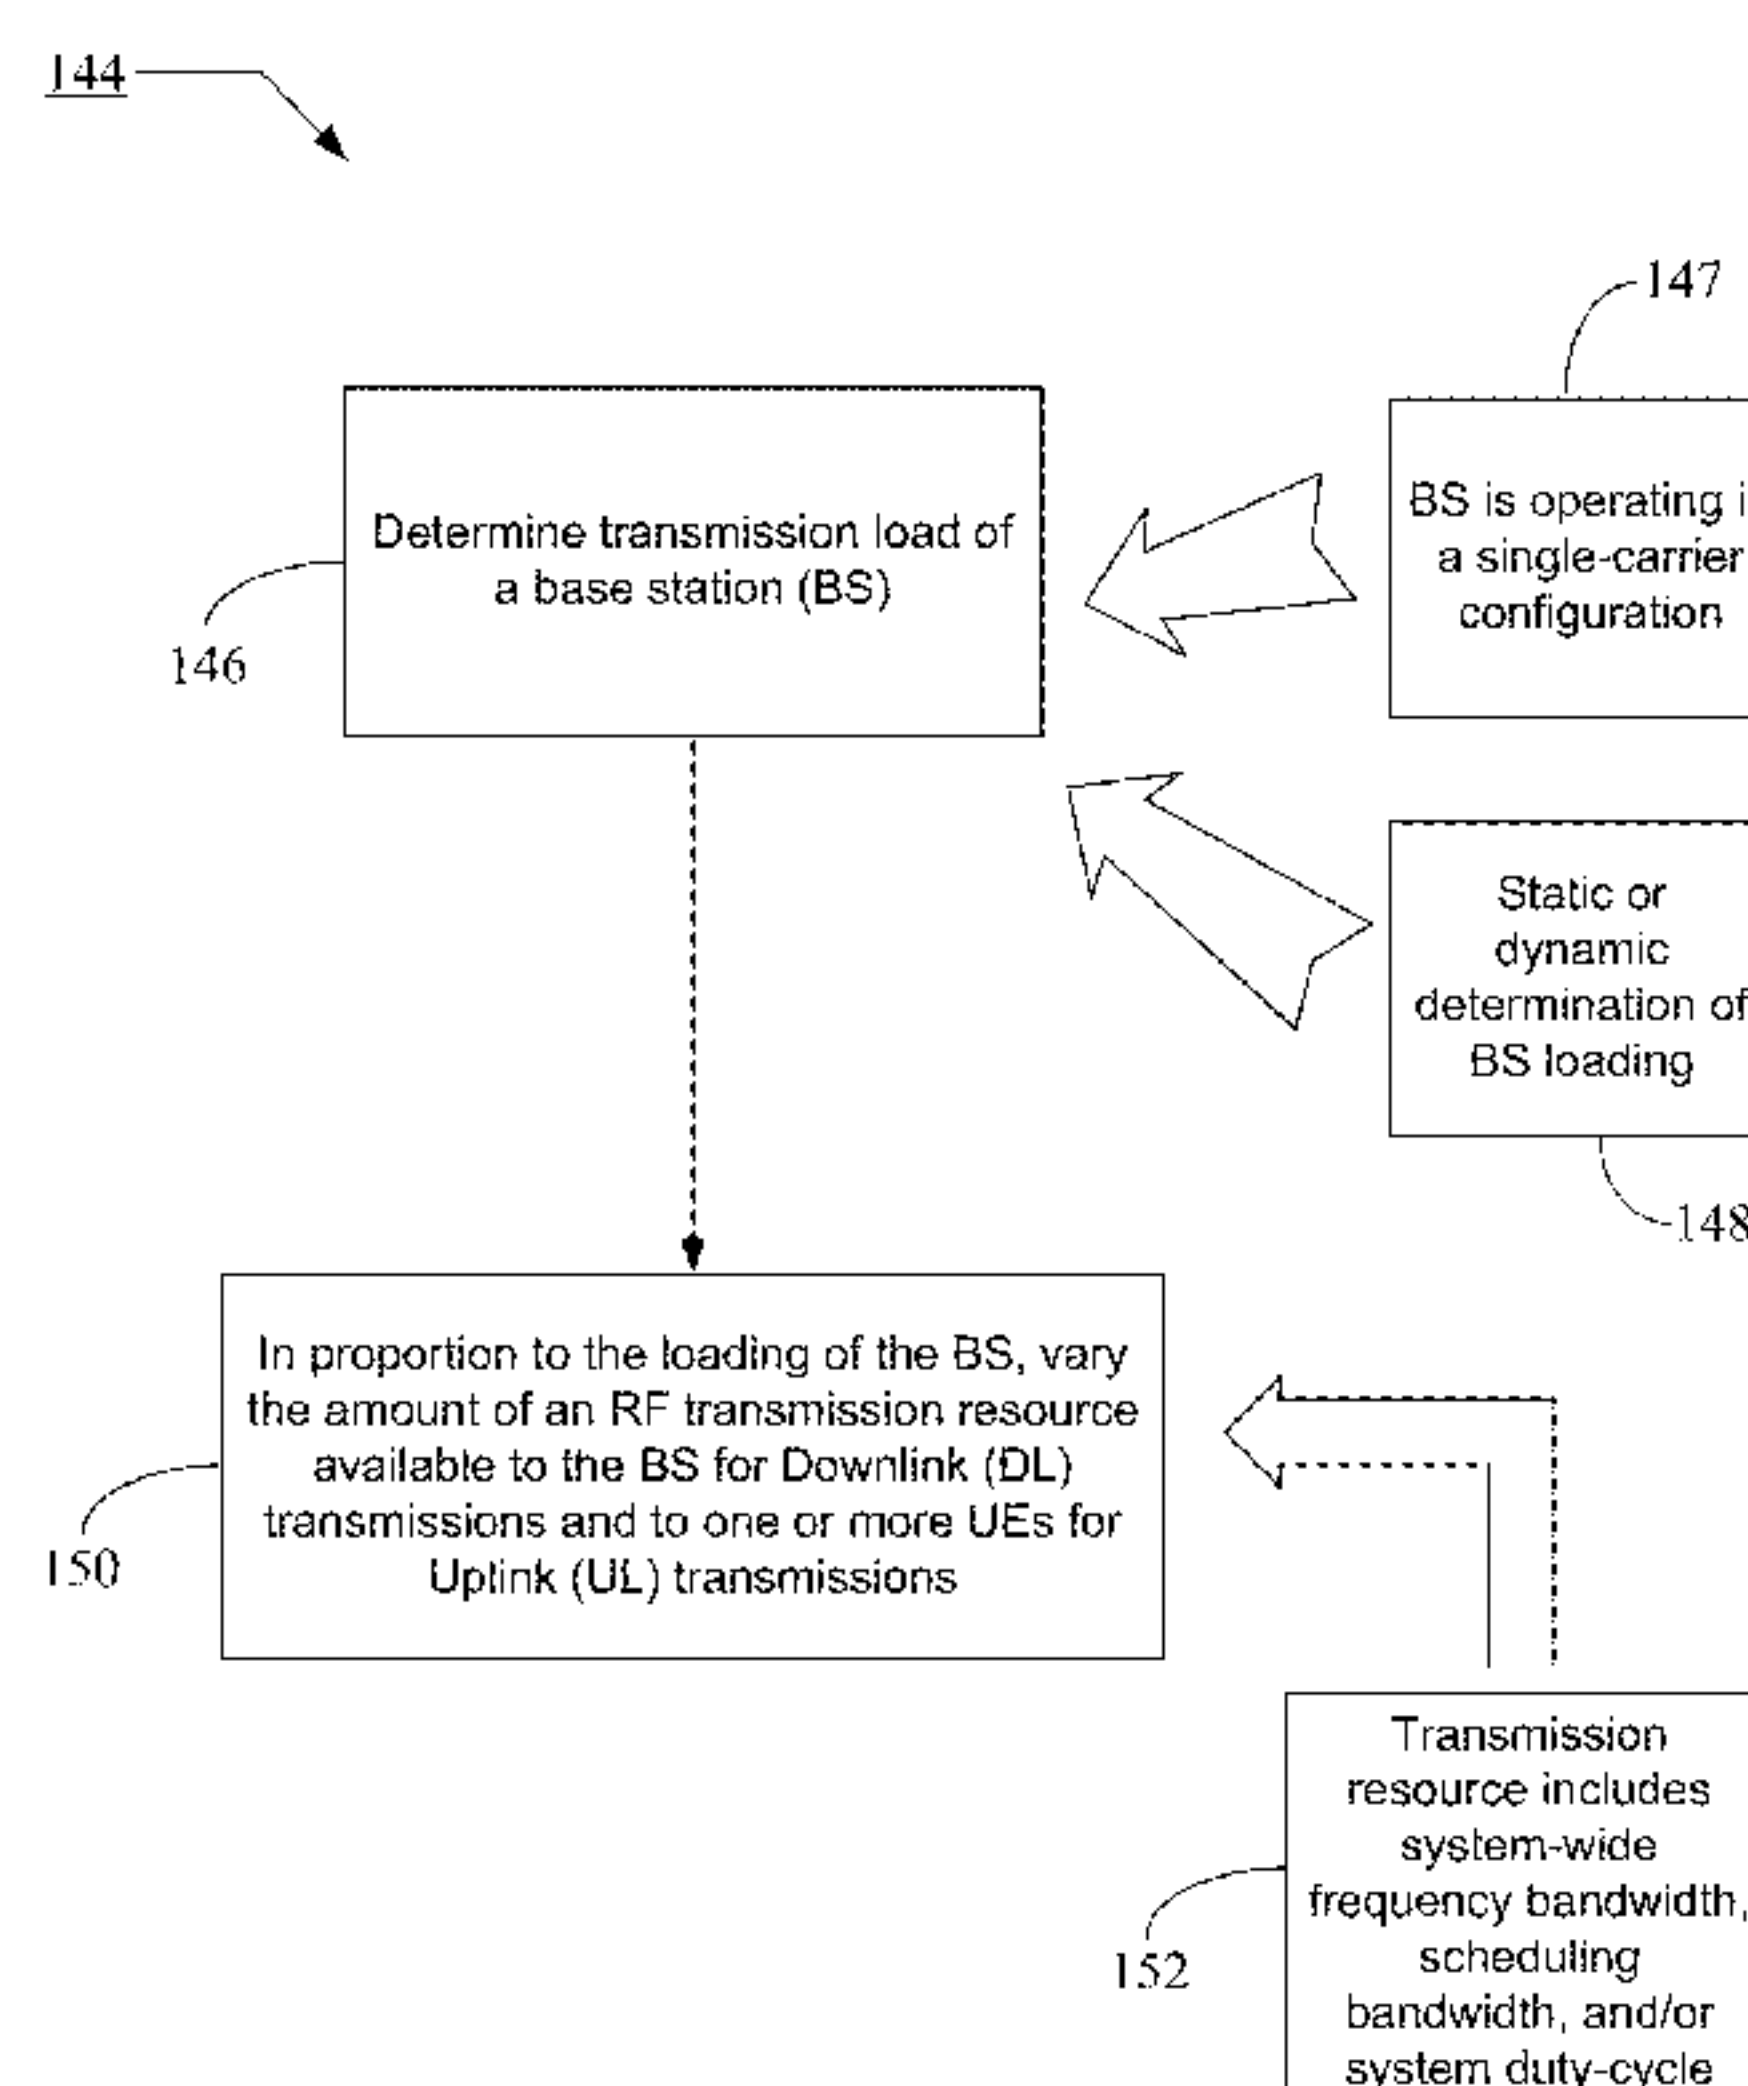 144
147
BS is operating i
a single-carrier
configuration
Determine transmission load of
a base station (BS)
146
Static or
dynamic
determination of
BS loading
148
In proportion to the loading of the BS, vary
the amount of an RF transmission resource
available to the BS for Downlink (DL)
transmissions and to one or more UEs for
Uplink (UL) transmissions
150
Transmission
resource includes
system-wide
frequency bandwidth,
scheduling
bandwidth, and/or
system duty-cycle
152